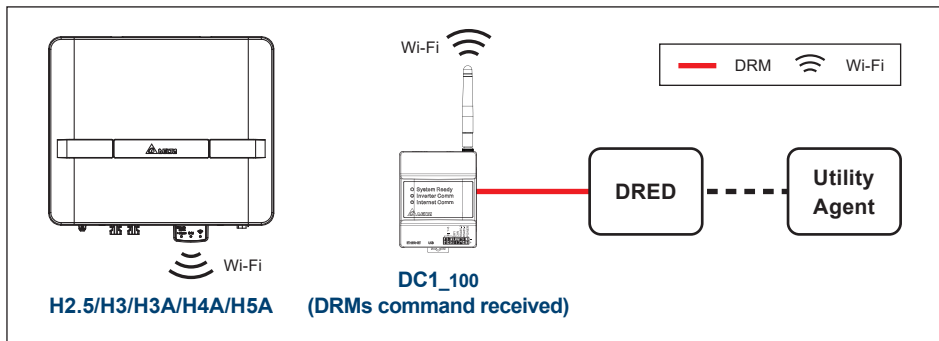 Wi-Fi
DRM
Wi-Fi
System Ready
Inverter Comm
Internet Comm
DRED
Utility
Agent
Wi-Fi
H2.5/H3/H3A/H4A/H5A
DC1_100
(DRMs command received)